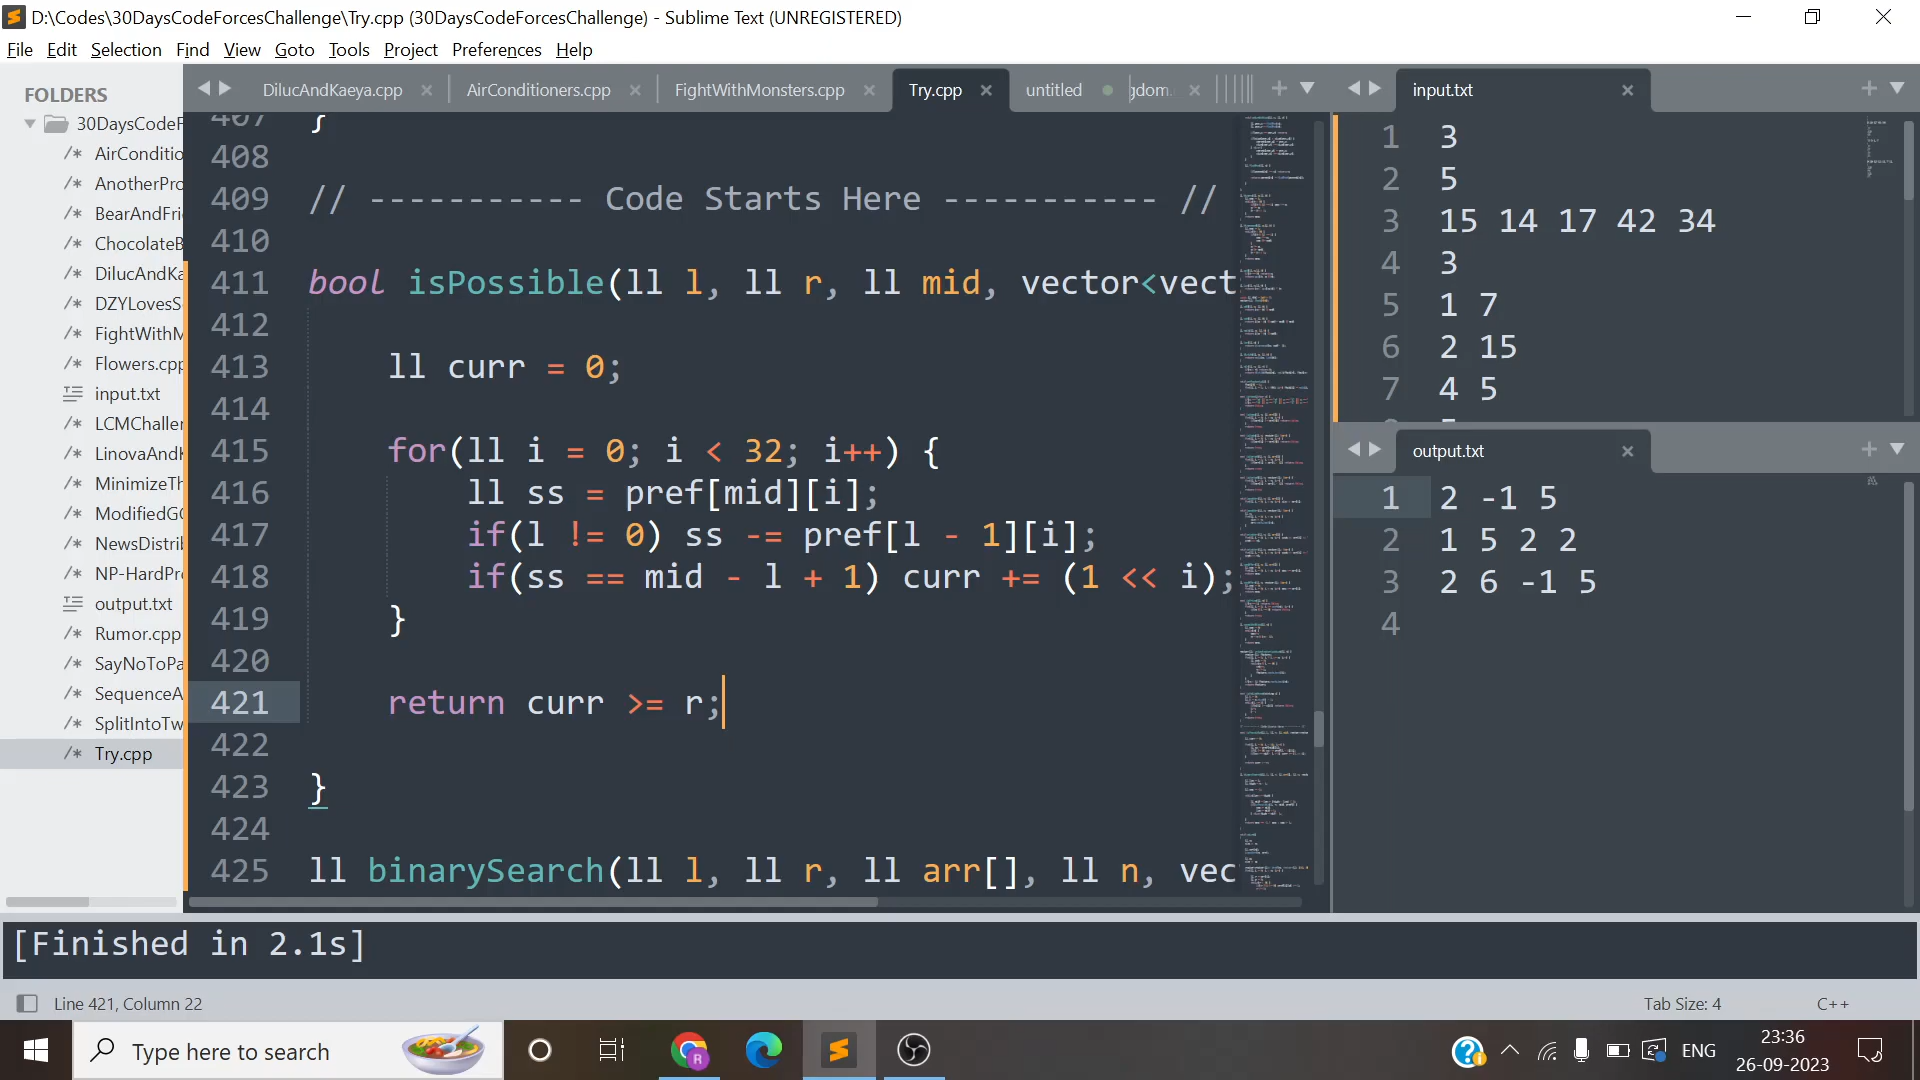 D:\Codes\30DaysCodeForcesChallenge\Try.cpp (30DaysCodeForcesChallenge) - Sublime Text (UNREGISTERED)
File Edit Selection Find View Goto Tools Project Preferences Help
FOLDERS
30DaysCodeF
AirConditio
AnotherPro
BearAndFrie
ChocolateB
DilucAndKa
DZYLovesS
FightWithM
Flowers.cpp
input.txt
LCMChaller
LinovaAndK
MinimizeTh
ModifiedGC
NewsDistrib
NP-HardPr
output.txt
Rumor.cpp
SayNoToPa
SequenceA
SplitIntoTw
Try.cpp
DilucAndKaeya.cpp AirConditioners.cpp FightWithMonsters.cpp Try.cpp untitled gdom.
407 }
408
409 // ----------- Code Starts Here ----------- //
410
411 bool isPossible(ll l, ll r, ll mid, vector<vect
412
413 ll curr = 0;
414
415 for(ll i = 0; i < 32; i++) {
416 ll ss = pref[mid][i];
417 if(l != 0) ss -= pref[l - 1][i];
418 if(ss == mid - l + 1) curr += (1 << i);
419 }
420
421 return curr >= r;
422
423 }
424
425 ll binarySearch(ll l, ll r, ll arr[], ll n, vec
input.txt
1 3
2 5
3 15 14 17 42 34
4 3
5 1 7
6 2 15
7 4 5
output.txt
1 2 -1 5
2 1 5 2 2
3 2 6 -1 5
4
[Finished in 2.1s]
Line 421, Column 22
Tab Size: 4 C++
Type here to search
ENG
23:36
26-09-2023